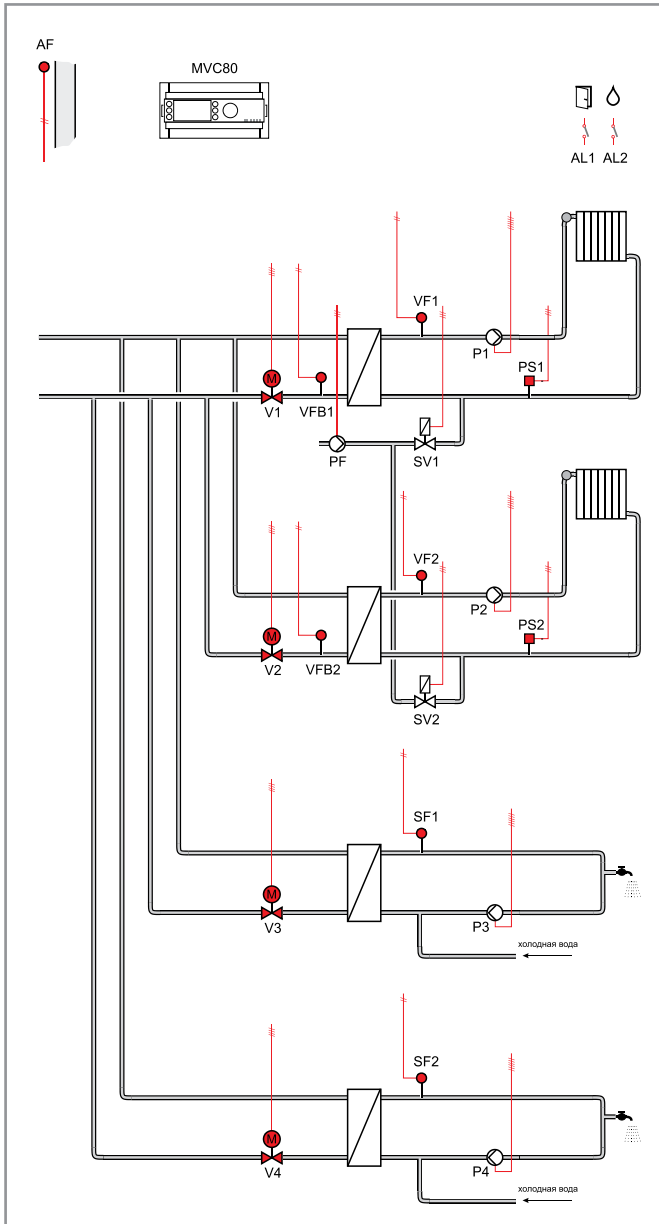 AF
MVC80
AL1 AL2
VF1
P1
PS1
M
V1
VFB1
PF
SV1
VF2
P2
PS2
M
V2
VFB2
SV2
SF1
M
V3
P3
холодная вода
SF2
M
V4
P4
холодная вода